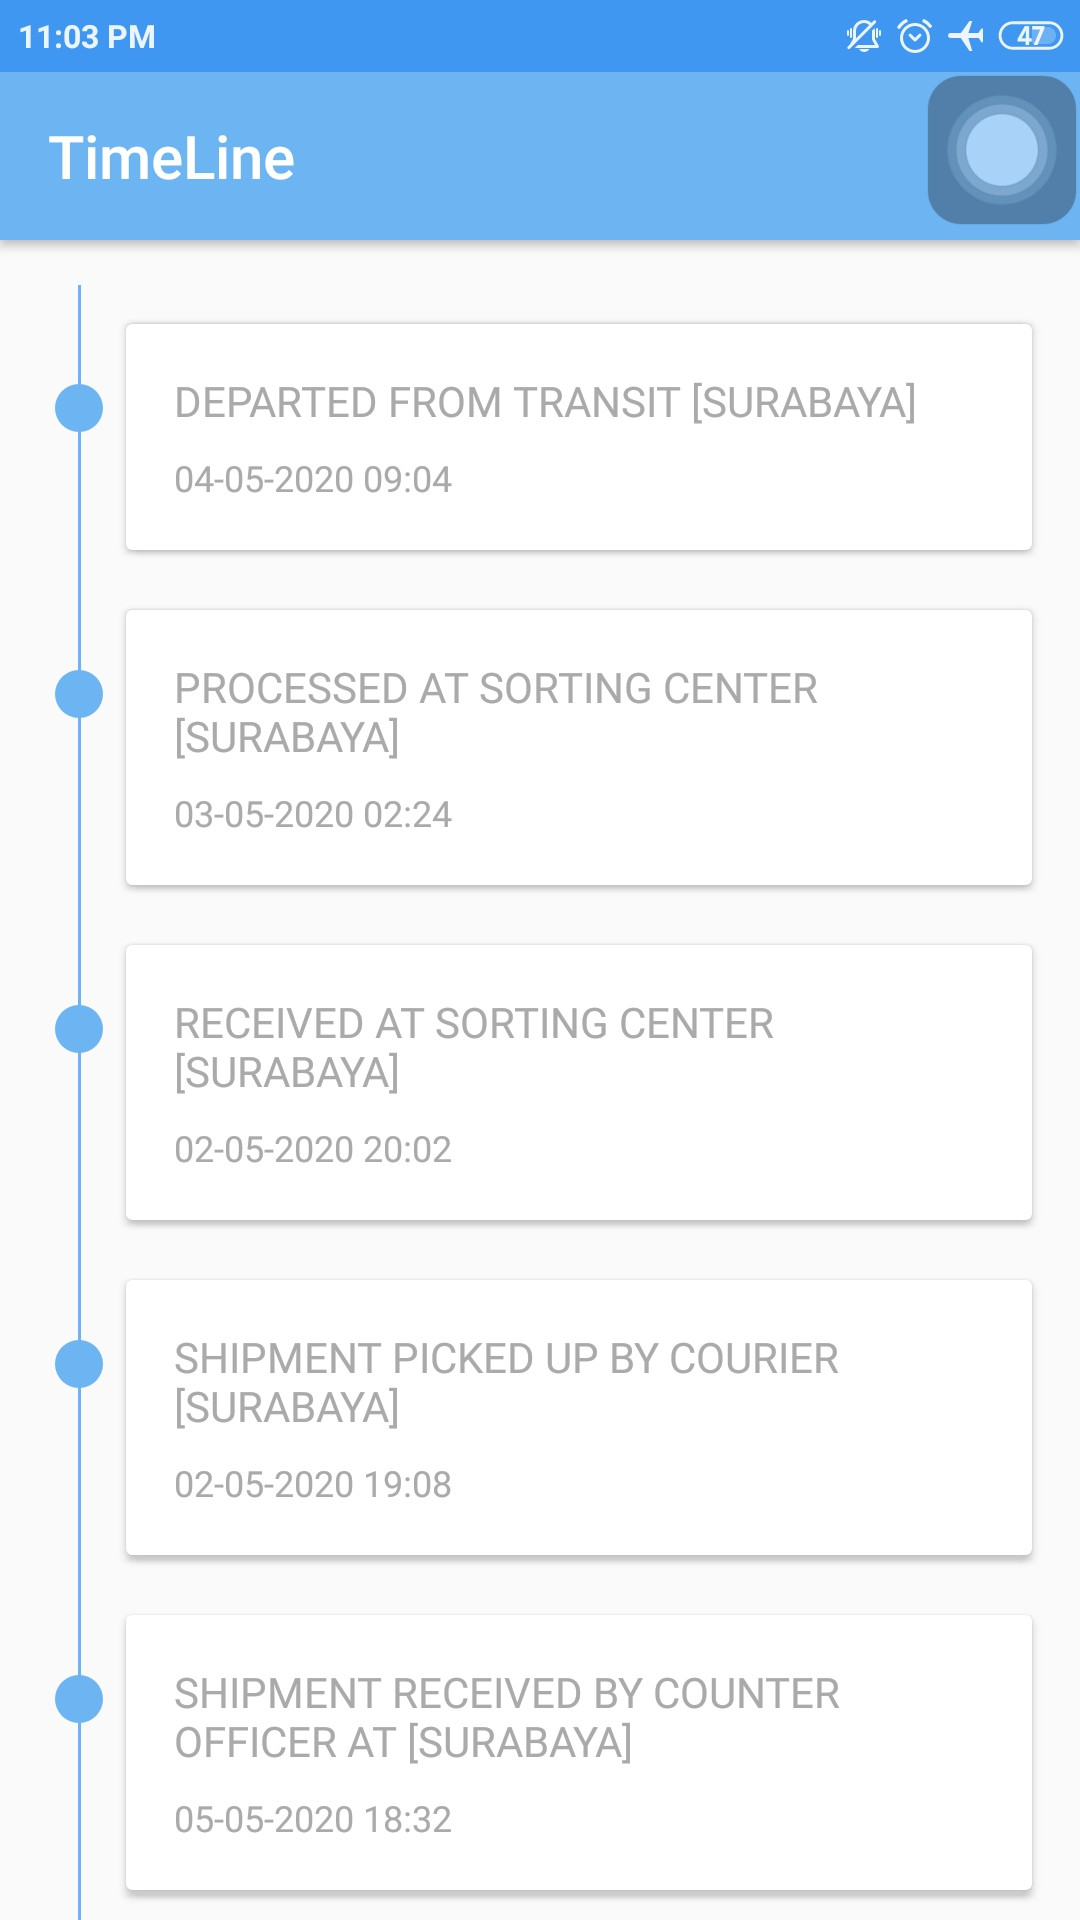 11:03 PM
47
TimeLine
DEPARTED FROM TRANSIT [SURABAYA]
04-05-2020 09:04
PROCESSED AT SORTING CENTER
[SURABAYA]
03-05-2020 02:24
RECEIVED AT SORTING CENTER
[SURABAYA]
02-05-2020 20:02
SHIPMENT PICKED UP BY COURIER
[SURABAYA]
02-05-2020 19:08
SHIPMENT RECEIVED BY COUNTER
OFFICER AT [SURABAYA]
05-05-2020 18:32